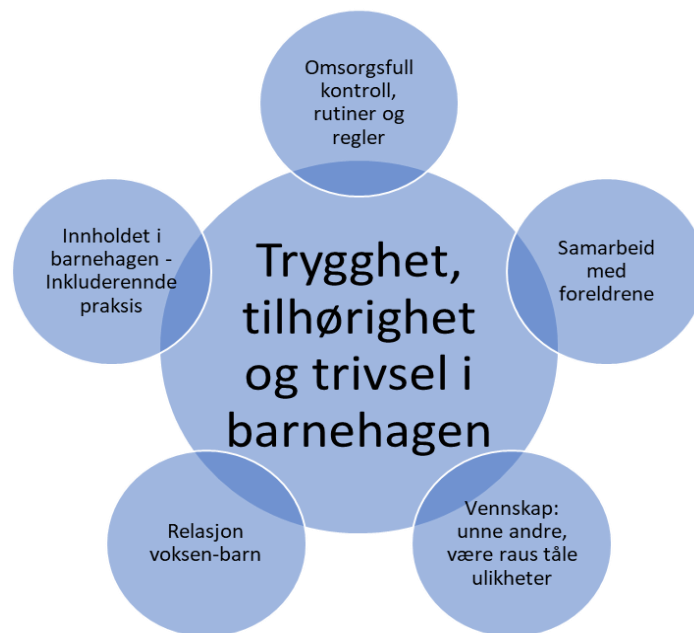 Omsorgsfull
kontroll,
rutiner og
regler
Innholdet i
barnehagen -
Inkluderennde
praksis
Trygghet,
tilhørighet
og trivsel i
barnehagen
Samarbeid
med
foreldrene
Relasjon
voksen-barn
Vennskap:
unne andre,
være raus tåle
ulikheter